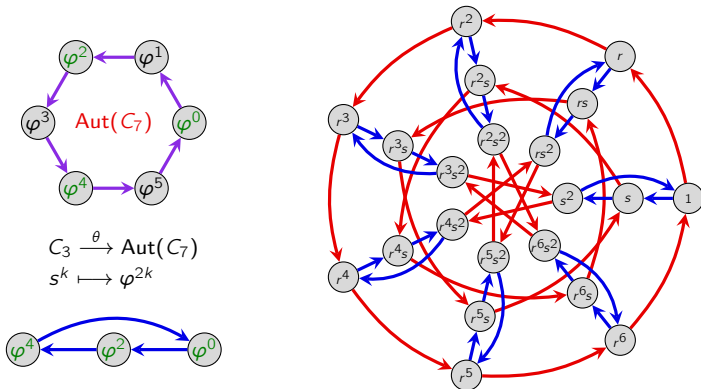 φ² φ¹
φ³ Aut(C₇) φ⁰
φ⁴ φ⁵
C₃ —θ→ Aut(C₇)
sᵏ ⟼ φ²ᵏ
φ⁴ φ² φ⁰
r²
r
r²s
rs
r³
r³s
r²s²
rs²
r³s²
s²
s
1
r⁴s²
r⁴s
r⁴
r⁵s²
r⁶s²
r⁶s
r⁵s
r⁶
r⁵